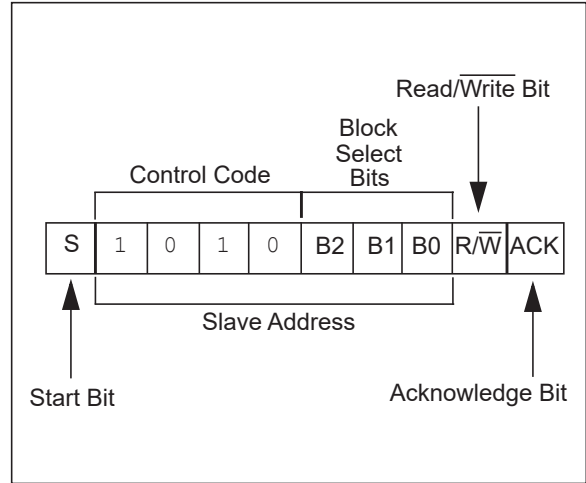 Read/Write Bit
Block
Select
Bits
Control Code
S 1 0 1 0 B2 B1 B0 R/W ACK
Slave Address
Start Bit
Acknowledge Bit